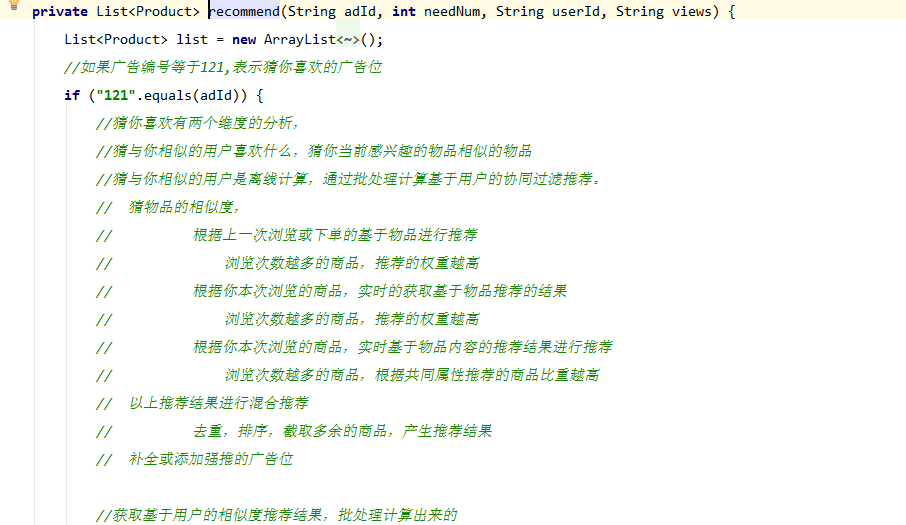 private List<Product> recommend(String adId, int needNum, String userId, String views) {
List<Product> list = new ArrayList<~>();
//如果广告编号等于121,表示猜你喜欢的广告位
if ("121".equals(adId)) {
//猜你喜欢有两个维度的分析，
//猜与你相似的用户喜欢什么，猜你当前感兴趣的物品相似的物品
//猜与你相似的用户是离线计算，通过批处理计算基于用户的协同过滤推荐。
// 猜物品的相似度，
// 根据上一次浏览或下单的基于物品进行推荐
// 浏览次数越多的商品，推荐的权重越高
// 根据你本次浏览的商品，实时的获取基于物品推荐的结果
// 浏览次数越多的商品，推荐的权重越高
// 根据你本次浏览的商品，实时基于物品内容的推荐结果进行推荐
// 浏览次数越多的商品，根据共同属性推荐的商品比重越高
// 以上推荐结果进行混合推荐
// 去重，排序，截取多余的商品，产生推荐结果
// 补全或添加强推的广告位
//获取基于用户的相似度推荐结果，批处理计算出来的